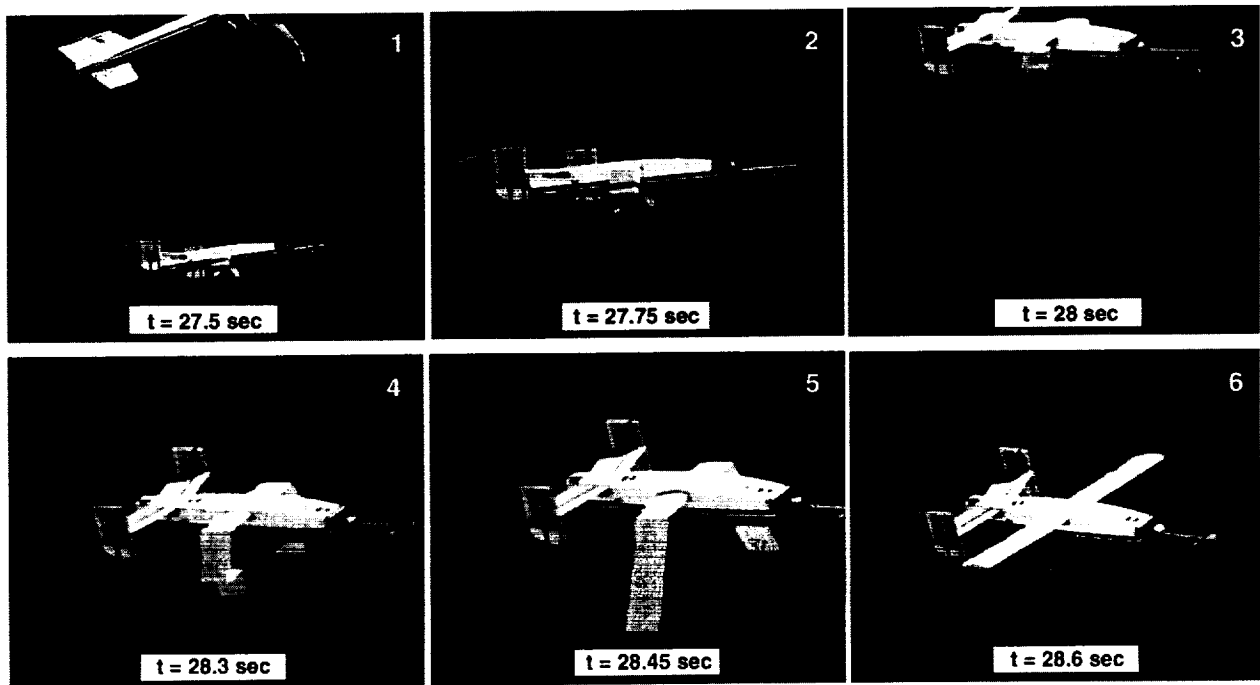 1
2
3
t = 27.5 sec
t = 27.75 sec
t = 28 sec
4
5
6
t = 28.3 sec
t = 28.45 sec
t = 28.6 sec